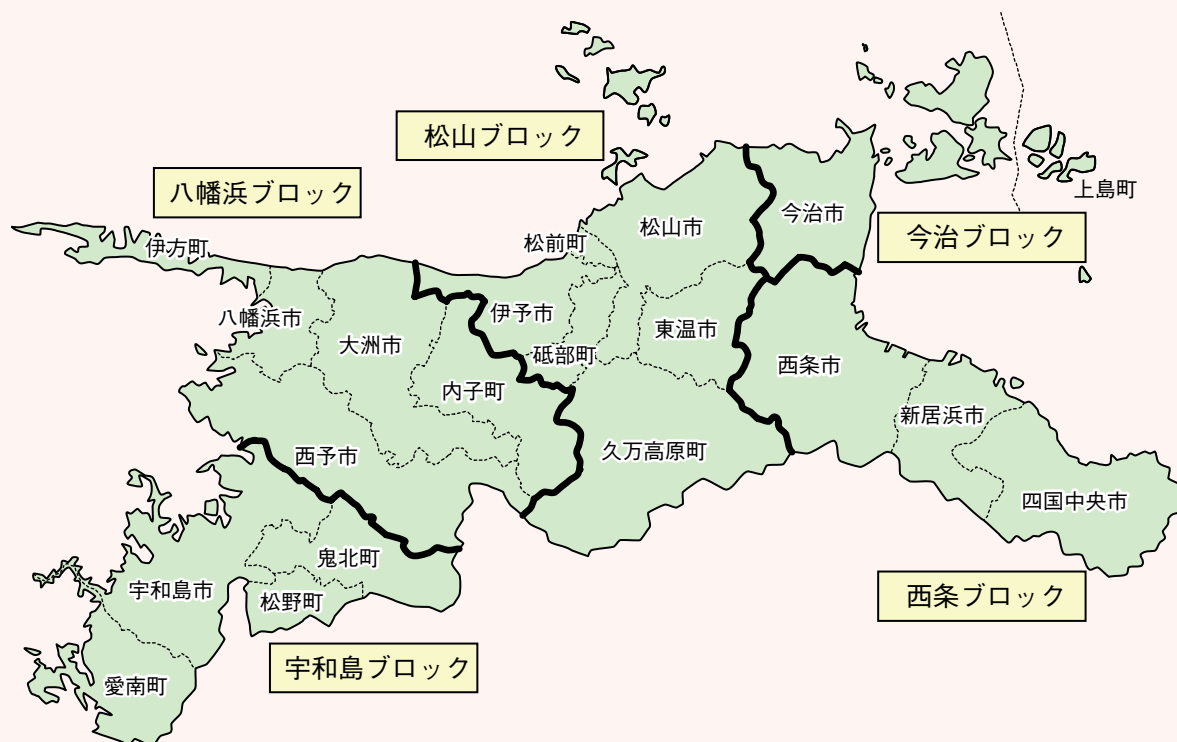 松山ブロック
八幡浜ブロック
上島町
今治市
松山市
今治ブロック
松前町
伊方町
伊予市
八幡浜市
東温市
大洲市
砥部町
西条市
内子町
新居浜市
久万高原町
西予市
四国中央市
鬼北町
宇和島市
松野町
西条ブロック
宇和島ブロック
愛南町